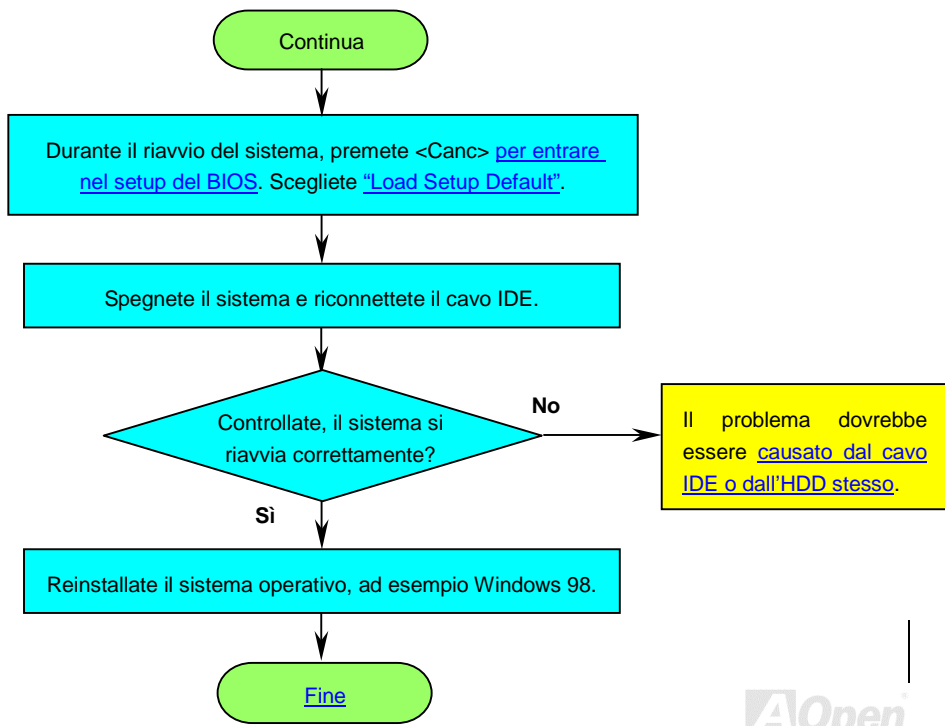 Continua
Durante il riavvio del sistema, premete <Canc> per entrare
nel setup del BIOS. Scegliete “Load Setup Default”.
Spegnete il sistema e riconnettete il cavo IDE.
Controllate, il sistema si
riavvia correttamente?
No
Il problema dovrebbe
essere causato dal cavo
IDE o dall'HDD stesso.
Sì
Reinstallate il sistema operativo, ad esempio Windows 98.
Fine
AOpen